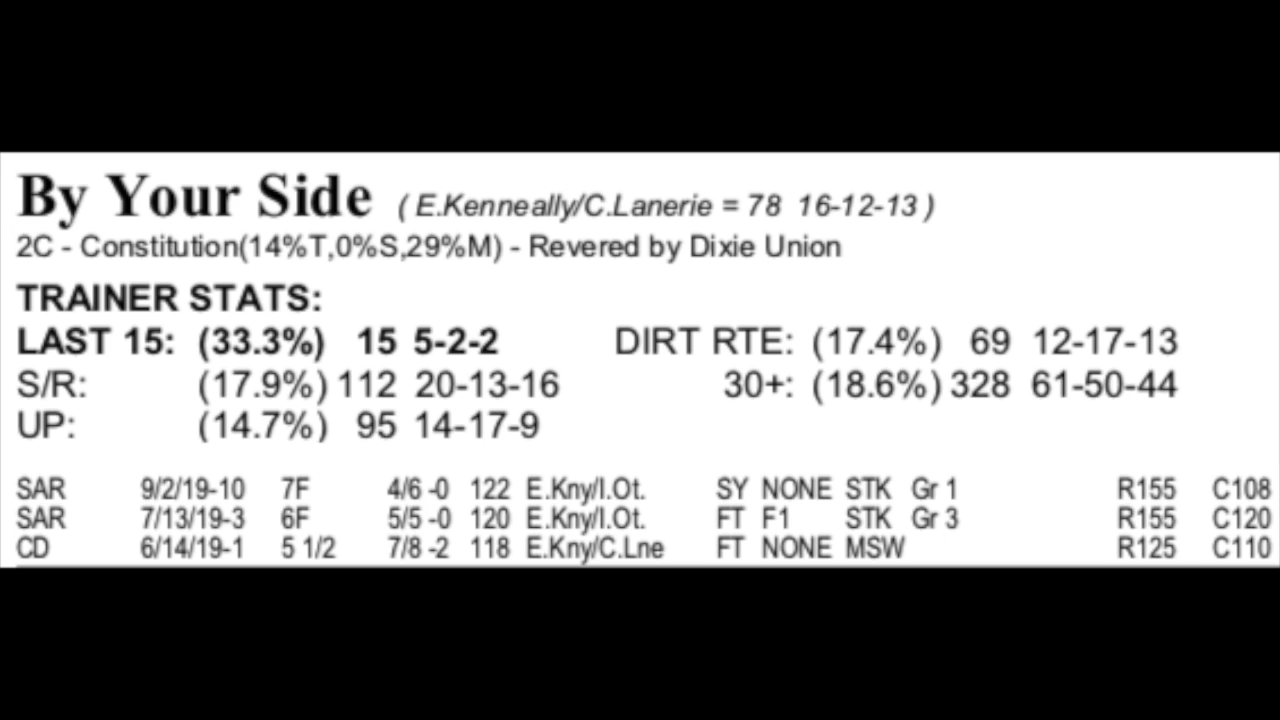 By Your Side ( E.Kenneally/C.Lanerie = 78 16-12-13 )
2C - Constitution(14%T,0%S,29%M) - Revered by Dixie Union
TRAINER STATS:
LAST 15: (33.3%) 15 5-2-2 DIRT RTE: (17.4%) 69 12-17-13
S/R: (17.9%) 112 20-13-16 30+: (18.6%) 328 61-50-44
UP: (14.7%) 95 14-17-9
SAR 9/2/19-10 7F 4/6 -0 122 E.Kny/I.Ot. SY NONE STK Gr 1 R155 C108
SAR 7/13/19-3 6F 5/5 -0 120 E.Kny/I.Ot. FT F1 STK Gr 3 R155 C120
CD 6/14/19-1 5 1/2 7/8 -2 118 E.Kny/C.Lne FT NONE MSW R125 C110